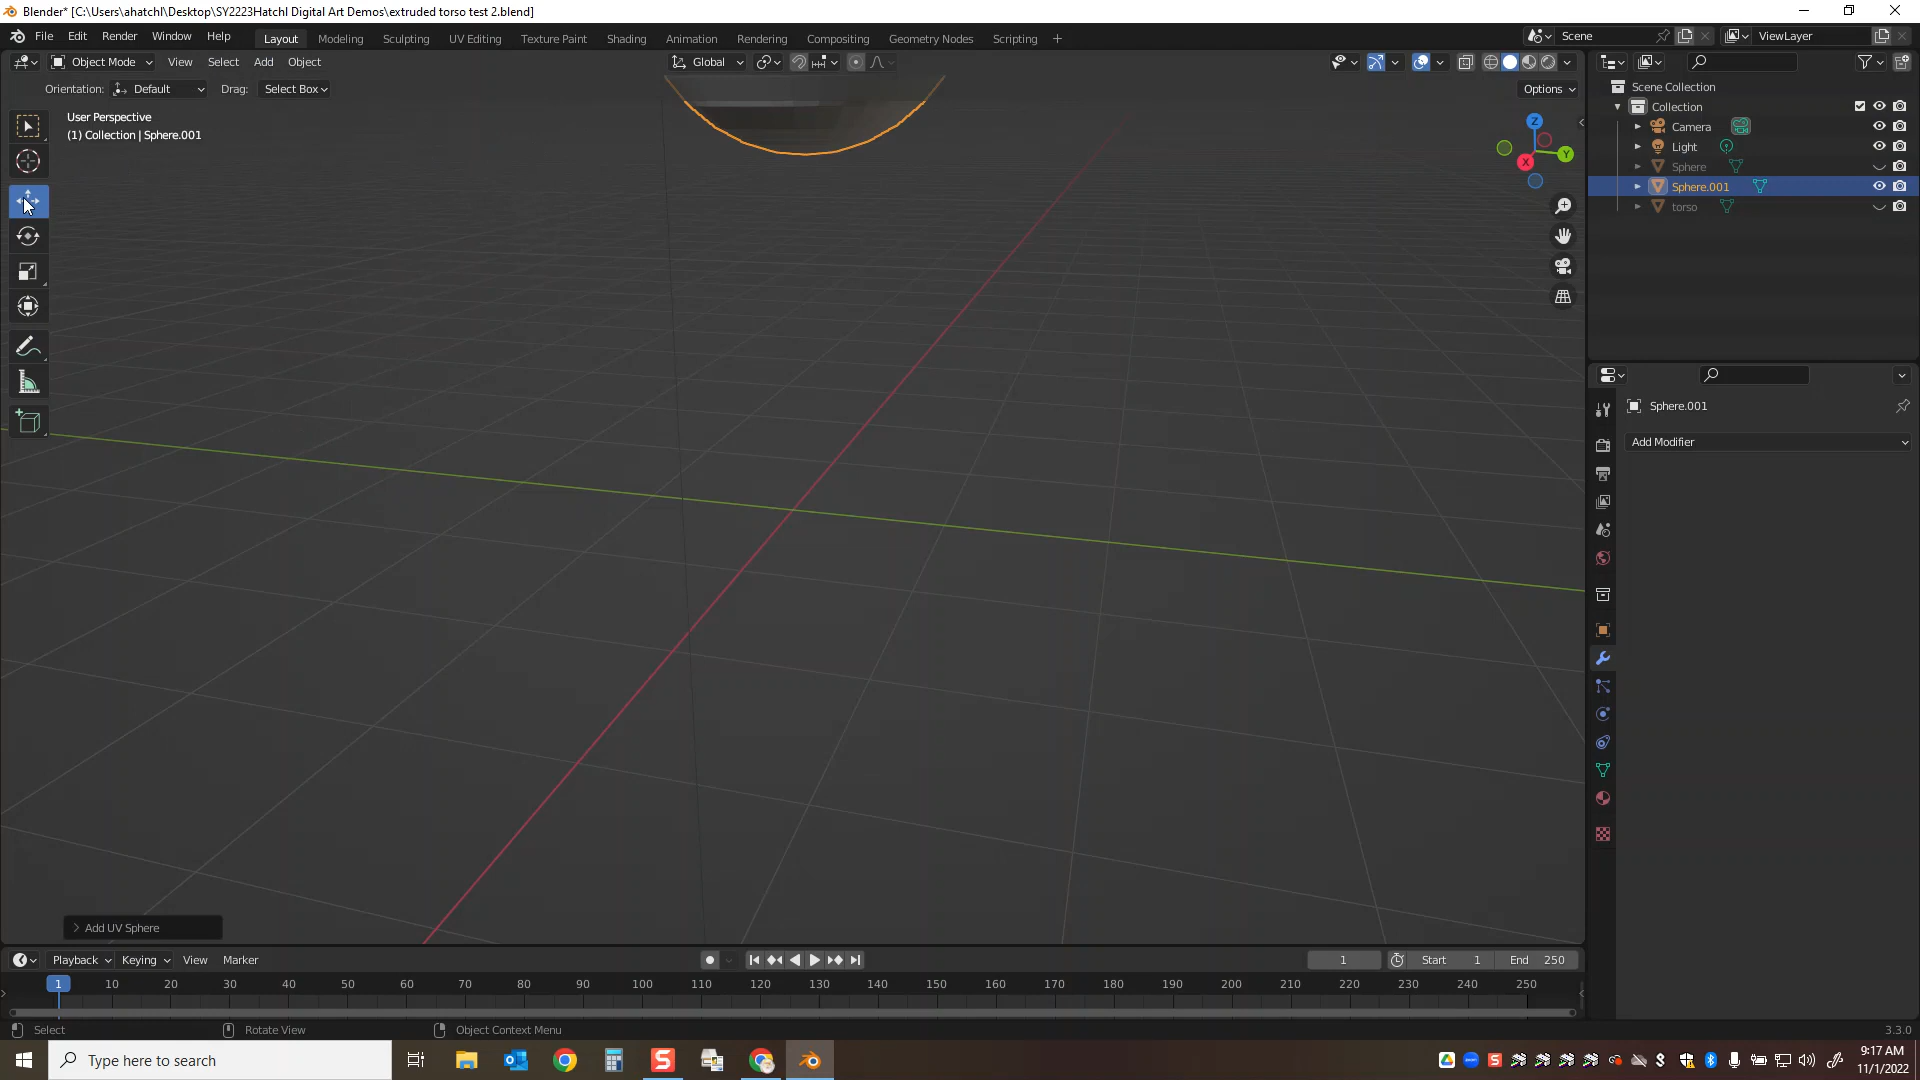 Blender* [C:\Users\ahatchl\Desktop\SY2223Hatchl Digital Art Demos\extruded torso test 2.blend]
File Edit Render Window Help Layout Modeling Sculpting UV Editing Texture Paint Shading Animation Rendering Compositing Geometry Nodes Scripting + Scene ViewLayer
Object Mode View Select Add Object Global
Orientation: Default Drag: Select Box Options
User Perspective
(1) Collection | Sphere.001
Z
Y
X
Scene Collection
Collection
Camera
Light
Sphere
Sphere.001
torso
Sphere.001
Add Modifier
Add UV Sphere
Playback Keying View Marker 1 Start 1 End 250
1 10 20 30 40 50 60 70 80 90 100 110 120 130 140 150 160 170 180 190 200 210 220 230 240 250
Select Rotate View Object Context Menu 3.3.0
Type here to search
9:17 AM
11/1/2022